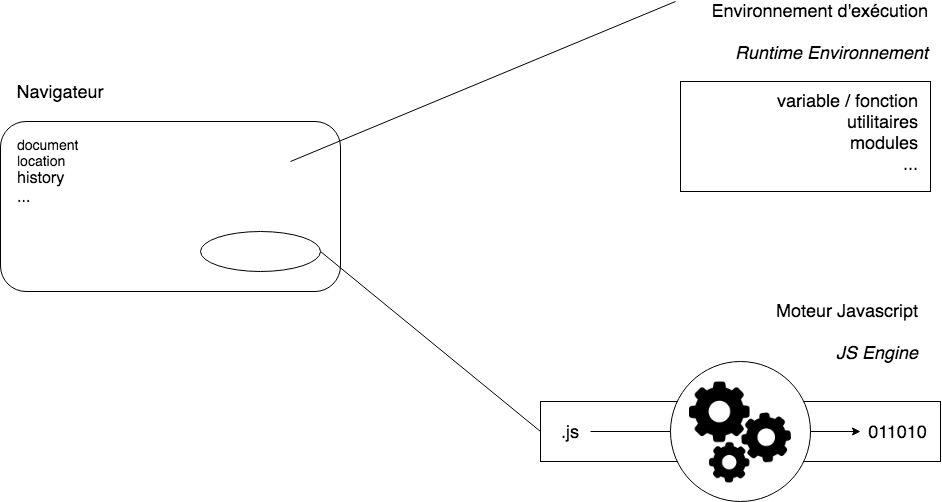 Environnement d'exécution
Runtime Environnement
variable / fonction
utilitaires
modules
...
Navigateur
document
location
history
...
Moteur Javascript
JS Engine
.js
011010